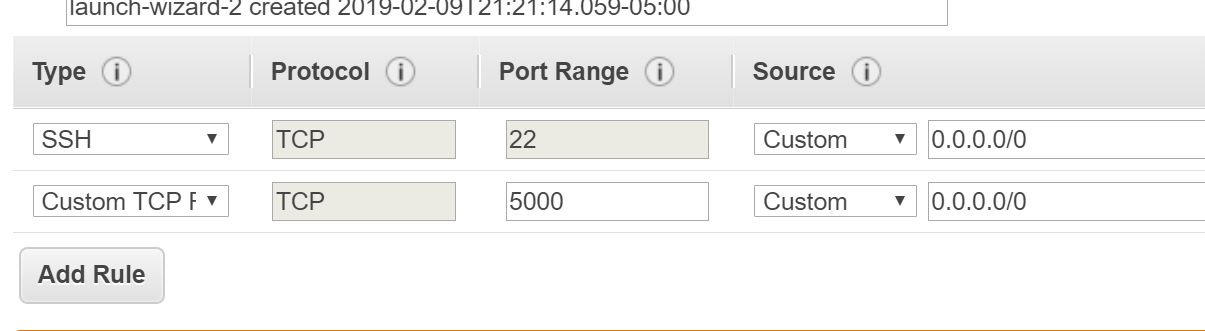 launch-wizard-2 created 2019-02-09T21:21:14.059-05:00
Type i Protocol i Port Range i Source i
SSH TCP 22 Custom 0.0.0.0/0
Custom TCP F TCP 5000 Custom 0.0.0.0/0
Add Rule